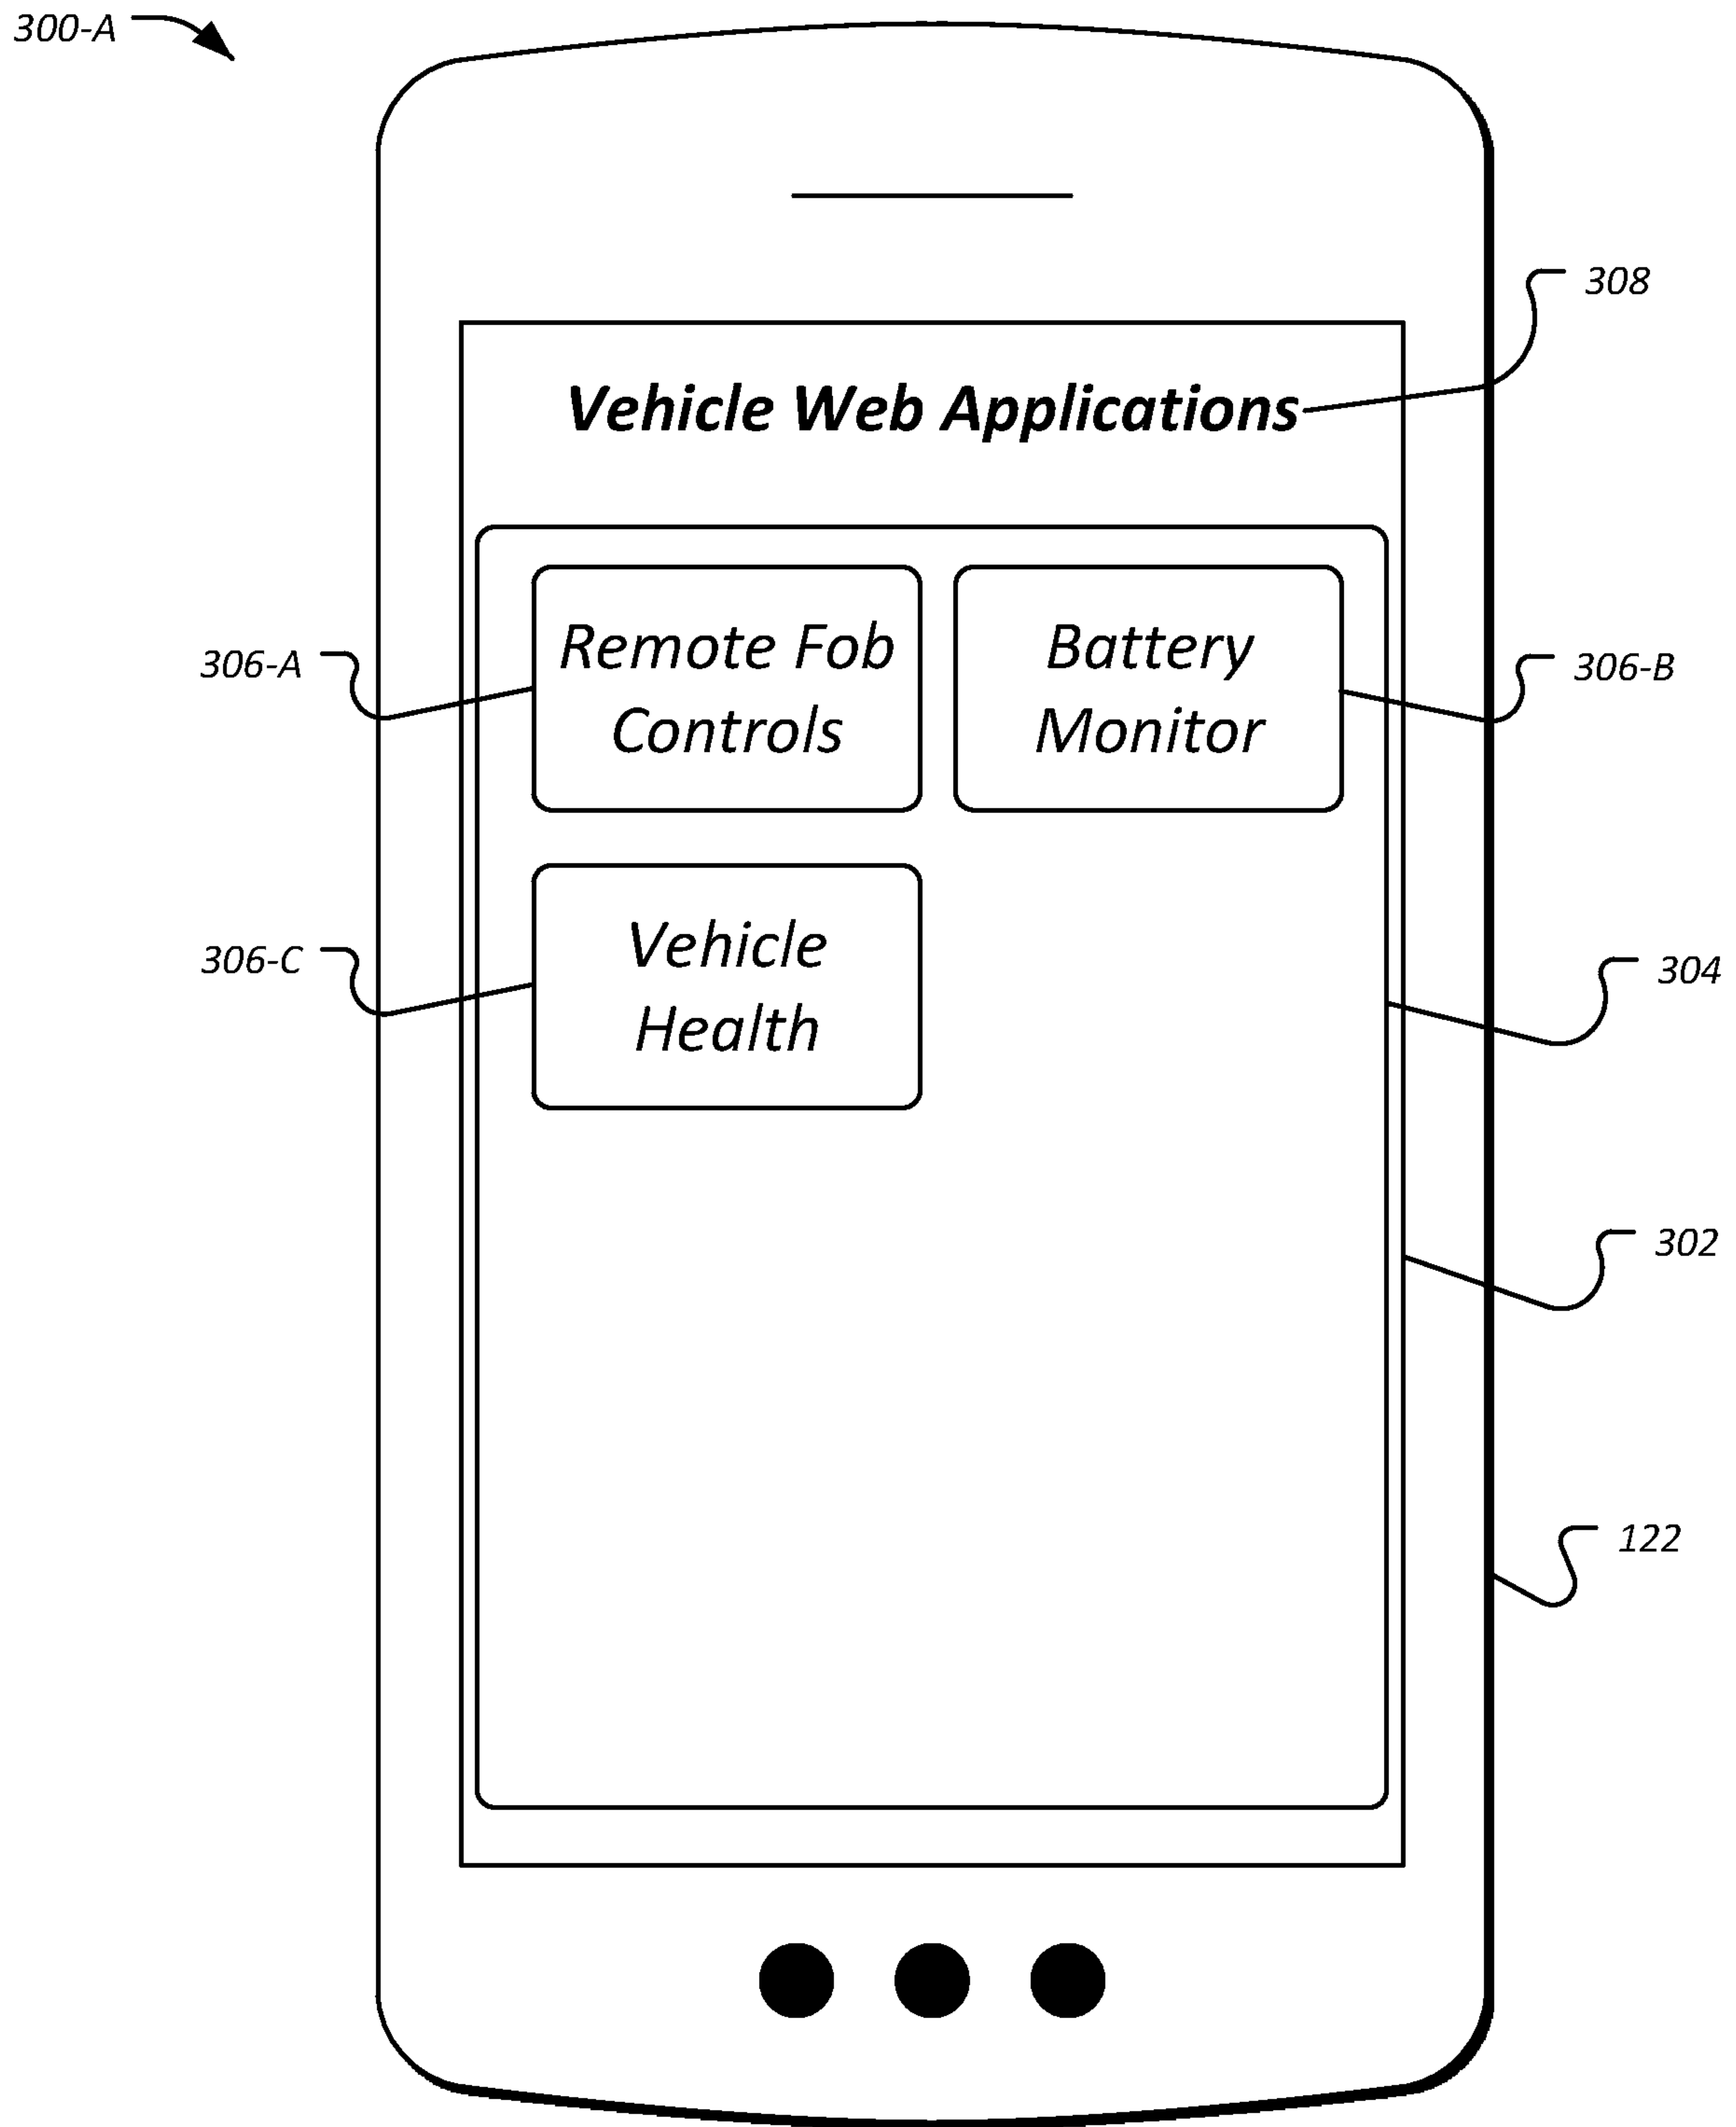 300-A
308
Vehicle Web Applications
306-A
Remote Fob
Controls
Battery
Monitor
306-B
306-C
Vehicle
Health
304
302
122